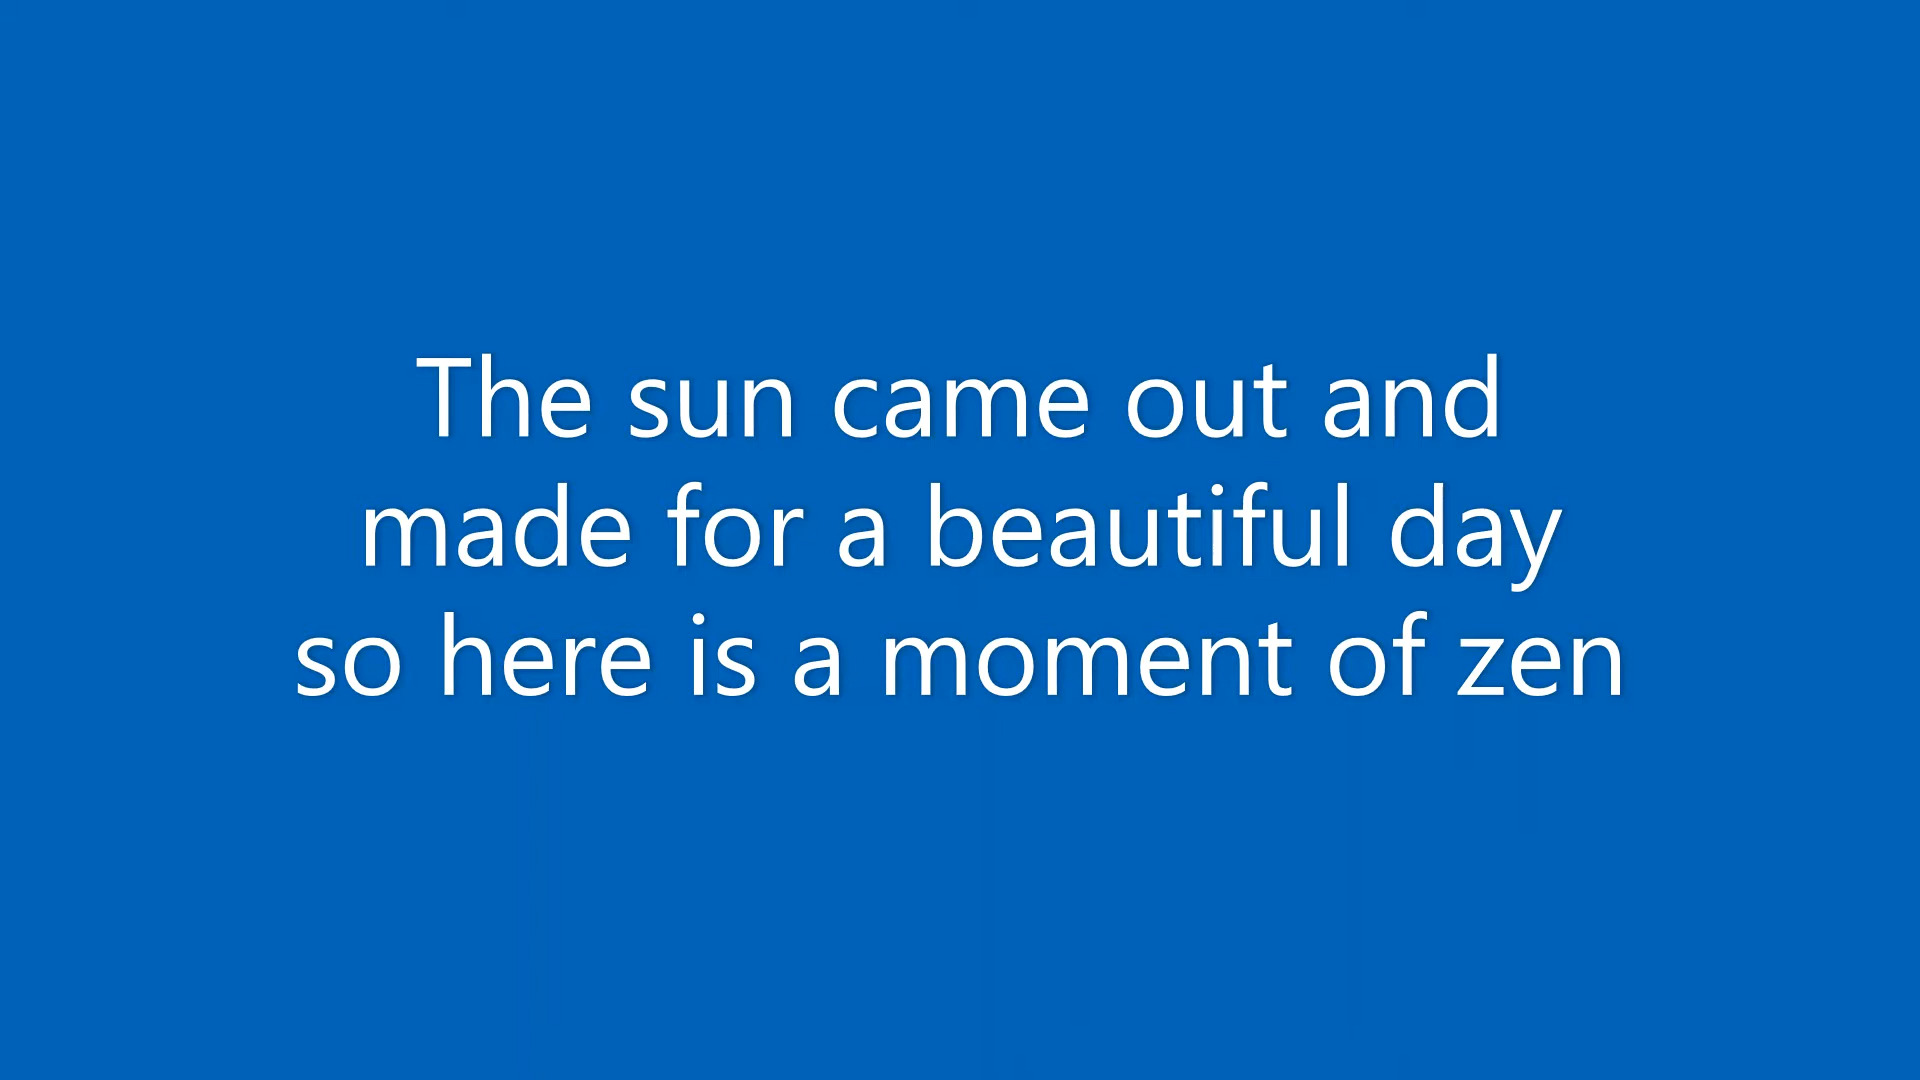 The sun came out and
made for a beautiful day
so here is a moment of zen